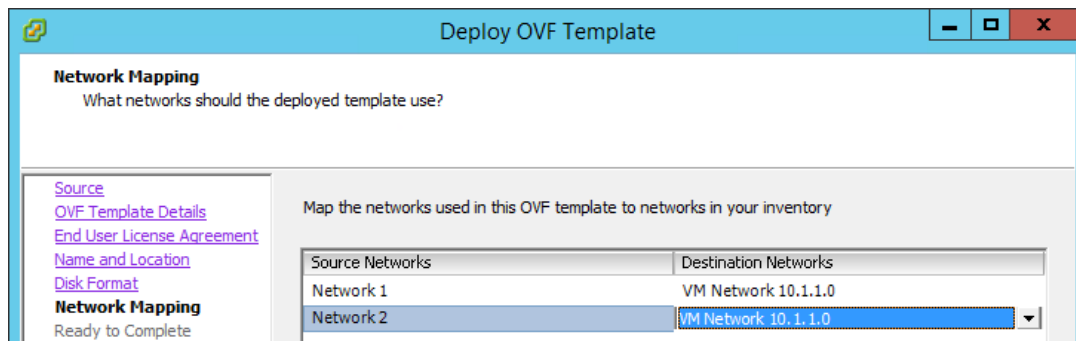 Deploy OVF Template
Network Mapping
What networks should the deployed template use?
Source
OVF Template Details
End User License Agreement
Name and Location
Disk Format
Network Mapping
Ready to Complete
Map the networks used in this OVF template to networks in your inventory
Source Networks Destination Networks
Network 1 VM Network 10.1.1.0
Network 2 VM Network 10.1.1.0